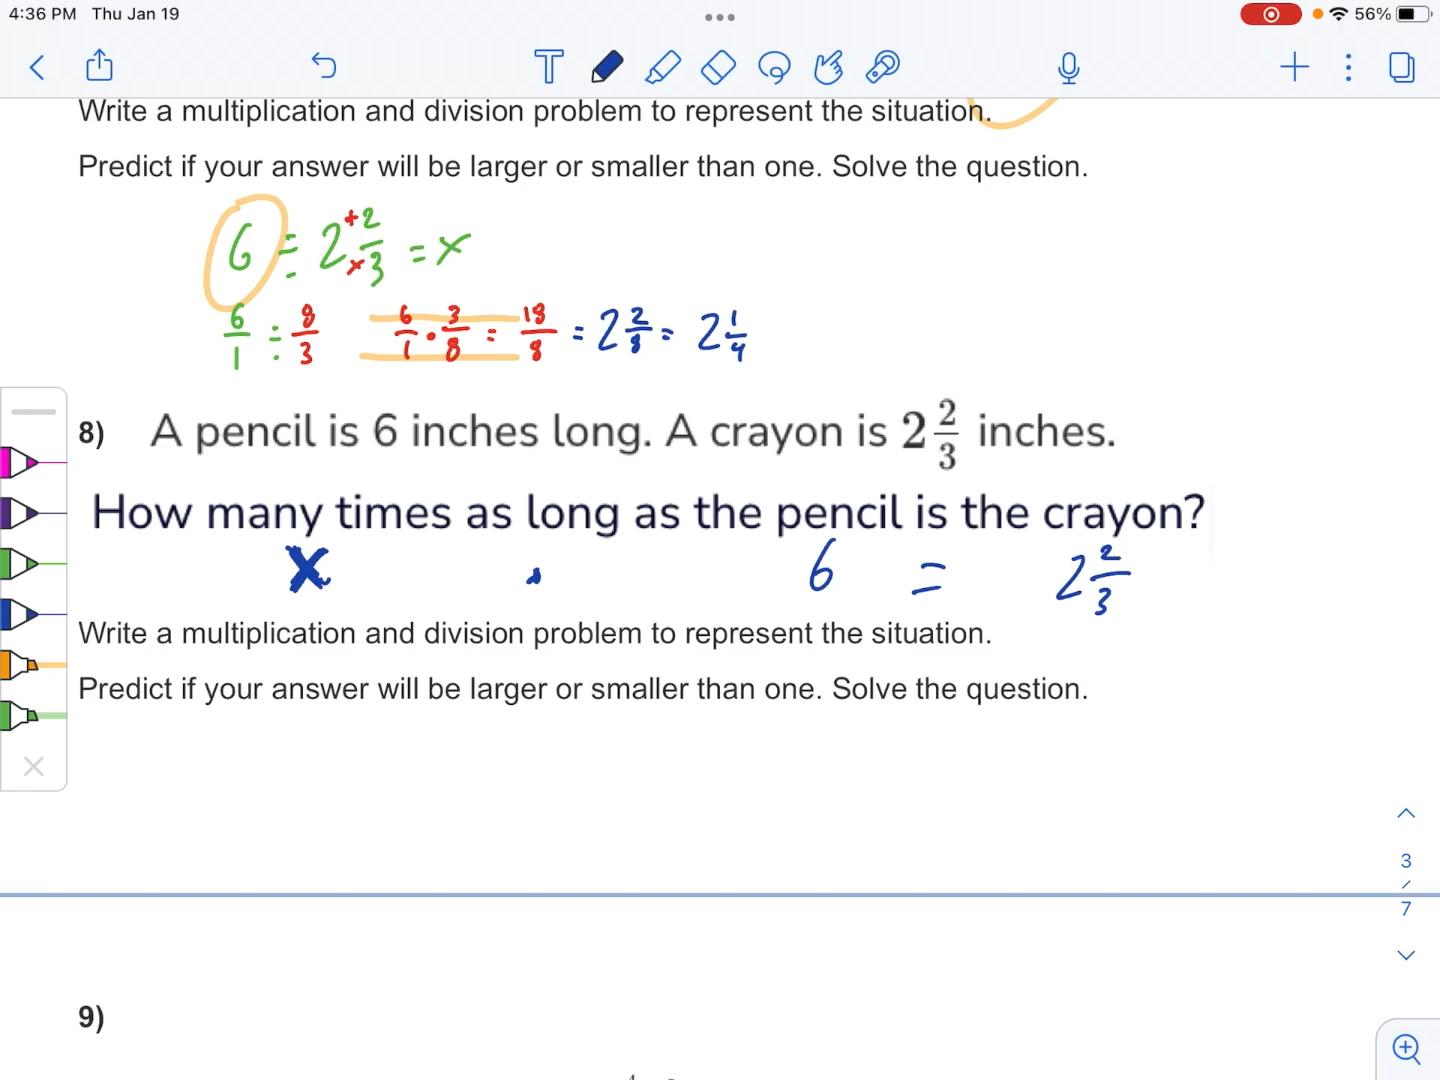 4:36 PM Thu Jan 19 56%
T
Write a multiplication and division problem to represent the situation.
Predict if your answer will be larger or smaller than one. Solve the question.
6 ÷ 2 + 2/3 × = x
6/1 ÷ 8/3 6/1 · 3/8 = 18/8 = 2 2/8 = 2 1/4
8) A pencil is 6 inches long. A crayon is 2 2/3 inches.
How many times as long as the pencil is the crayon?
x · 6 = 2 2/3
Write a multiplication and division problem to represent the situation.
Predict if your answer will be larger or smaller than one. Solve the question.
3
/
7
9)